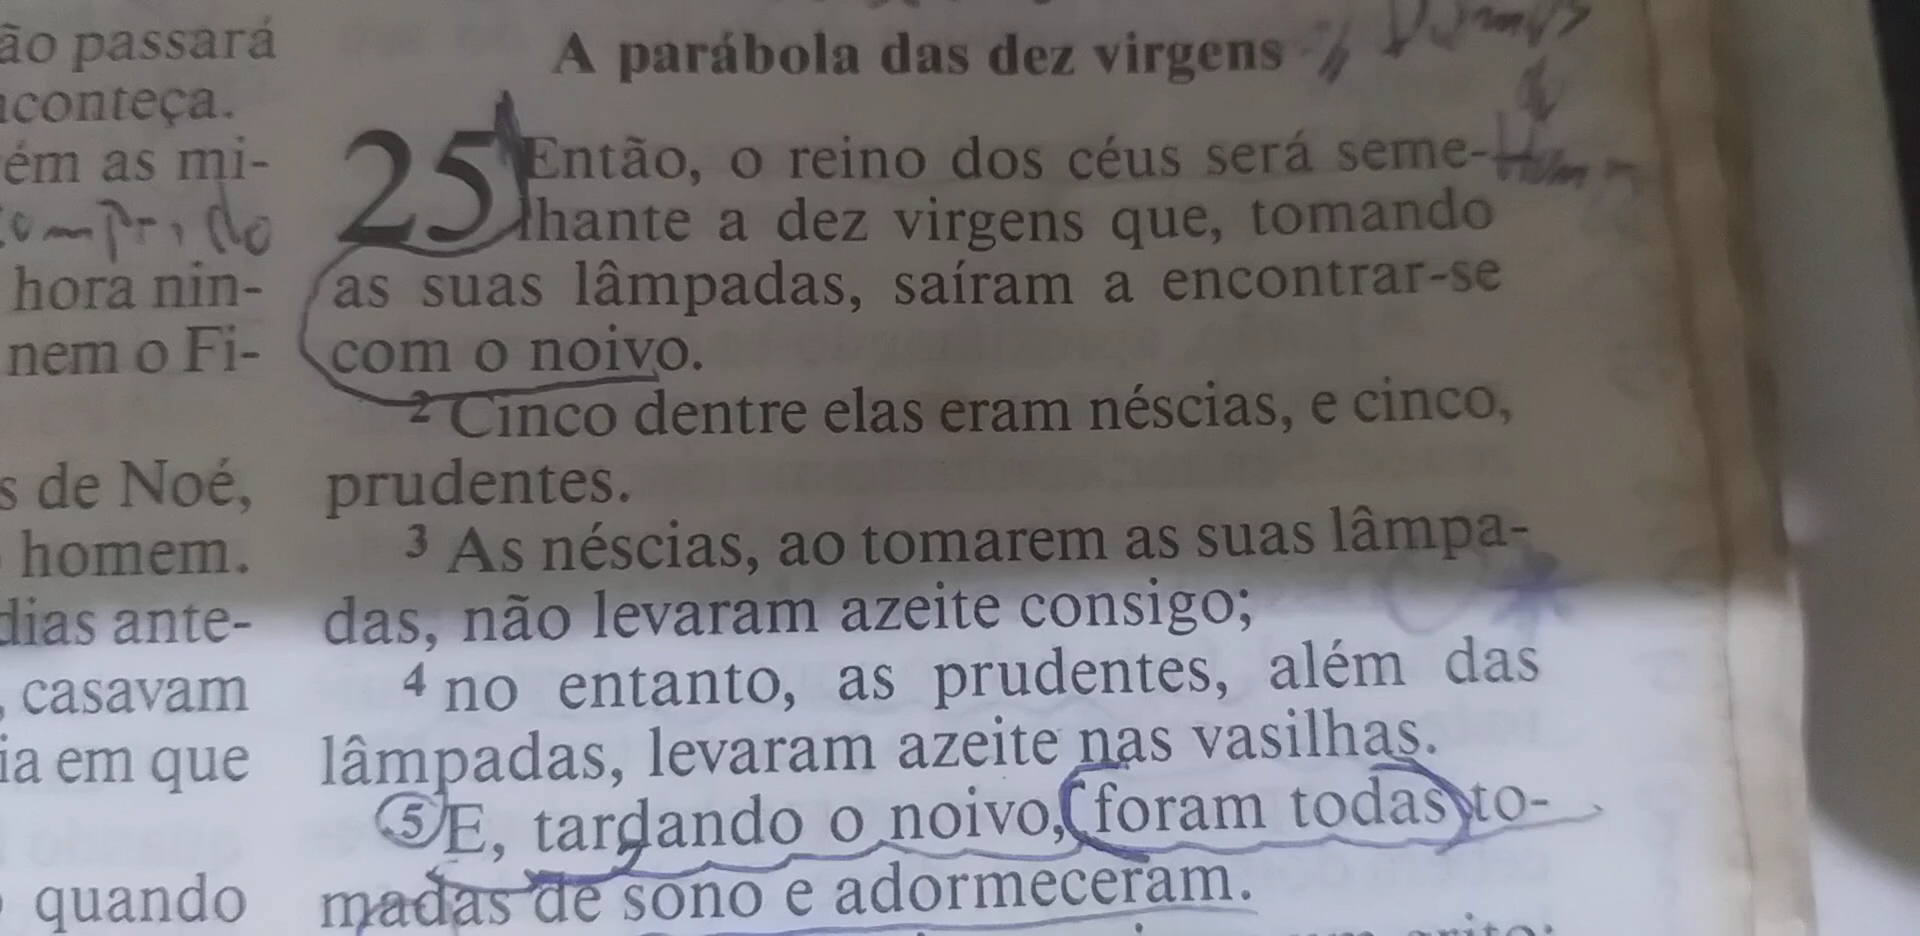 ão passará
aconteça.
ém as mi-
comprido
hora nin-
nem o Fi-
s de Noé,
homem.
dias ante-
, casavam
ia em que
quando
A parábola das dez virgens
25 Então, o reino dos céus será seme-
lhante a dez virgens que, tomando
as suas lâmpadas, saíram a encontrar-se
com o noivo.
2 Cinco dentre elas eram néscias, e cinco,
prudentes.
3 As néscias, ao tomarem as suas lâmpa-
das, não levaram azeite consigo;
4 no entanto, as prudentes, além das
lâmpadas, levaram azeite nas vasilhas.
5 E, tardando o noivo, foram todas to-
madas de sono e adormeceram.